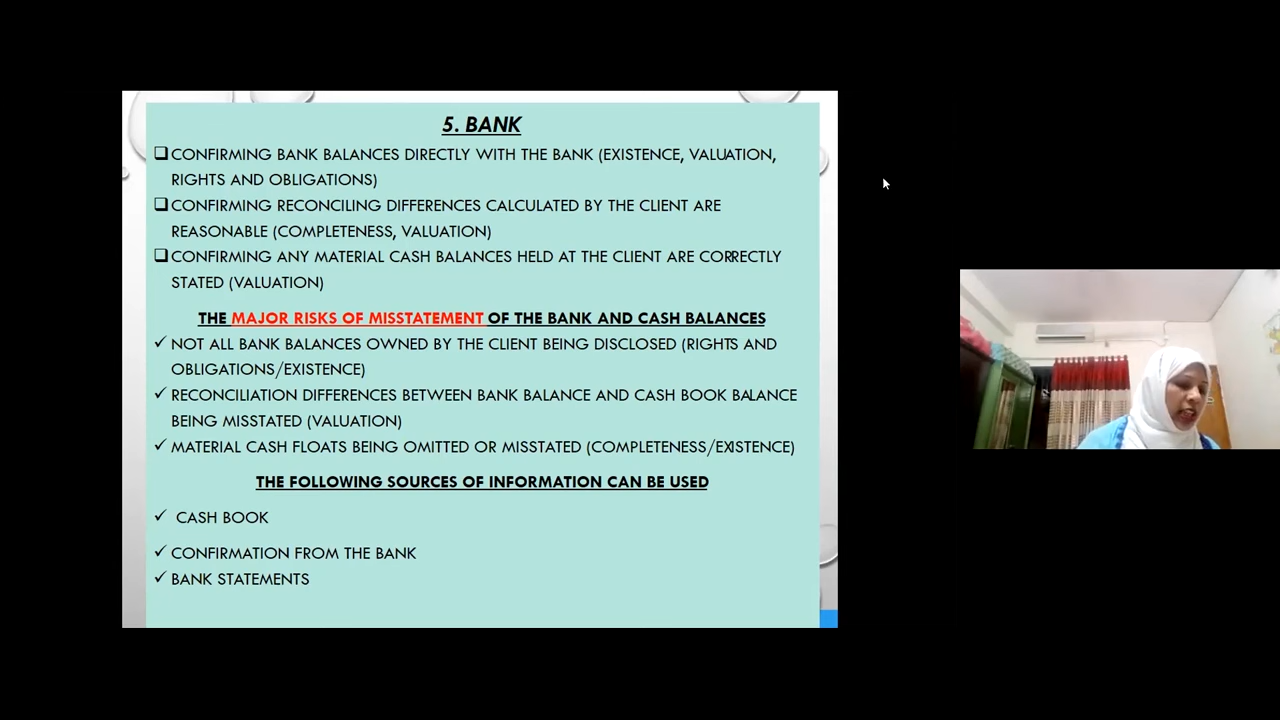 5. BANK
❑CONFIRMING BANK BALANCES DIRECTLY WITH THE BANK (EXISTENCE, VALUATION,
RIGHTS AND OBLIGATIONS)
❑CONFIRMING RECONCILING DIFFERENCES CALCULATED BY THE CLIENT ARE
REASONABLE (COMPLETENESS, VALUATION)
❑CONFIRMING ANY MATERIAL CASH BALANCES HELD AT THE CLIENT ARE CORRECTLY
STATED (VALUATION)
THE MAJOR RISKS OF MISSTATEMENT OF THE BANK AND CASH BALANCES
✓NOT ALL BANK BALANCES OWNED BY THE CLIENT BEING DISCLOSED (RIGHTS AND
OBLIGATIONS/EXISTENCE)
✓RECONCILIATION DIFFERENCES BETWEEN BANK BALANCE AND CASH BOOK BALANCE
BEING MISSTATED (VALUATION)
✓MATERIAL CASH FLOATS BEING OMITTED OR MISSTATED (COMPLETENESS/EXISTENCE)
THE FOLLOWING SOURCES OF INFORMATION CAN BE USED
✓ CASH BOOK
✓CONFIRMATION FROM THE BANK
✓BANK STATEMENTS